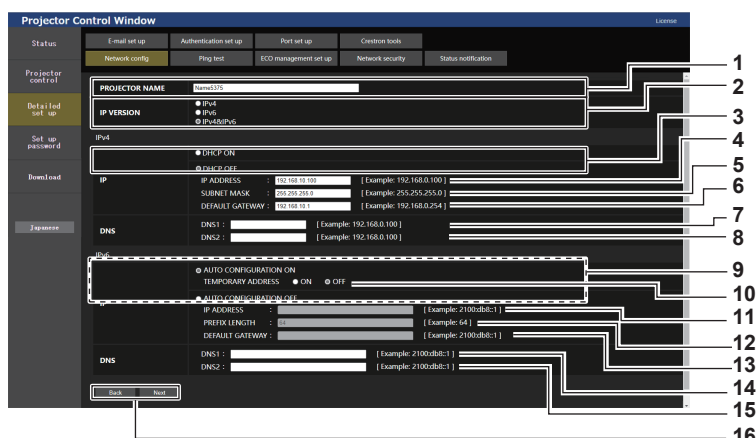 Projector Control Window
License
Status
Projector control
Detailed set up
Set up password
Download
Japanese
E-mail set up
Authentication set up
Port set up
Crestron tools
Network config
Ping test
ECO management set up
Network security
Status notification
PROJECTOR NAME
Name5375
IP VERSION
IPv4
IPv6
IPv4&IPv6
IPv4
DHCP ON
DHCP OFF
IP
IP ADDRESS : 192.168.10.100 [ Example: 192.168.0.100 ]
SUBNET MASK : 255.255.255.0 [ Example: 255.255.255.0 ]
DEFAULT GATEWAY : 192.168.10.1 [ Example: 192.168.0.254 ]
DNS
DNS1 : [ Example: 192.168.0.100 ]
DNS2 : [ Example: 192.168.0.100 ]
IPv6
AUTO CONFIGURATION ON
TEMPORARY ADDRESS : ON OFF
AUTO CONFIGURATION OFF
IP
IP ADDRESS : [ Example: 2100:db8::1 ]
PREFIX LENGTH : 64 [ Example: 64 ]
DEFAULT GATEWAY : [ Example: 2100:db8::1 ]
DNS
DNS1 : [ Example: 2100:db8::1 ]
DNS2 : [ Example: 2100:db8::1 ]
Back
Next
1
2
3
4
5
6
7
8
9
10
11
12
13
14
15
16